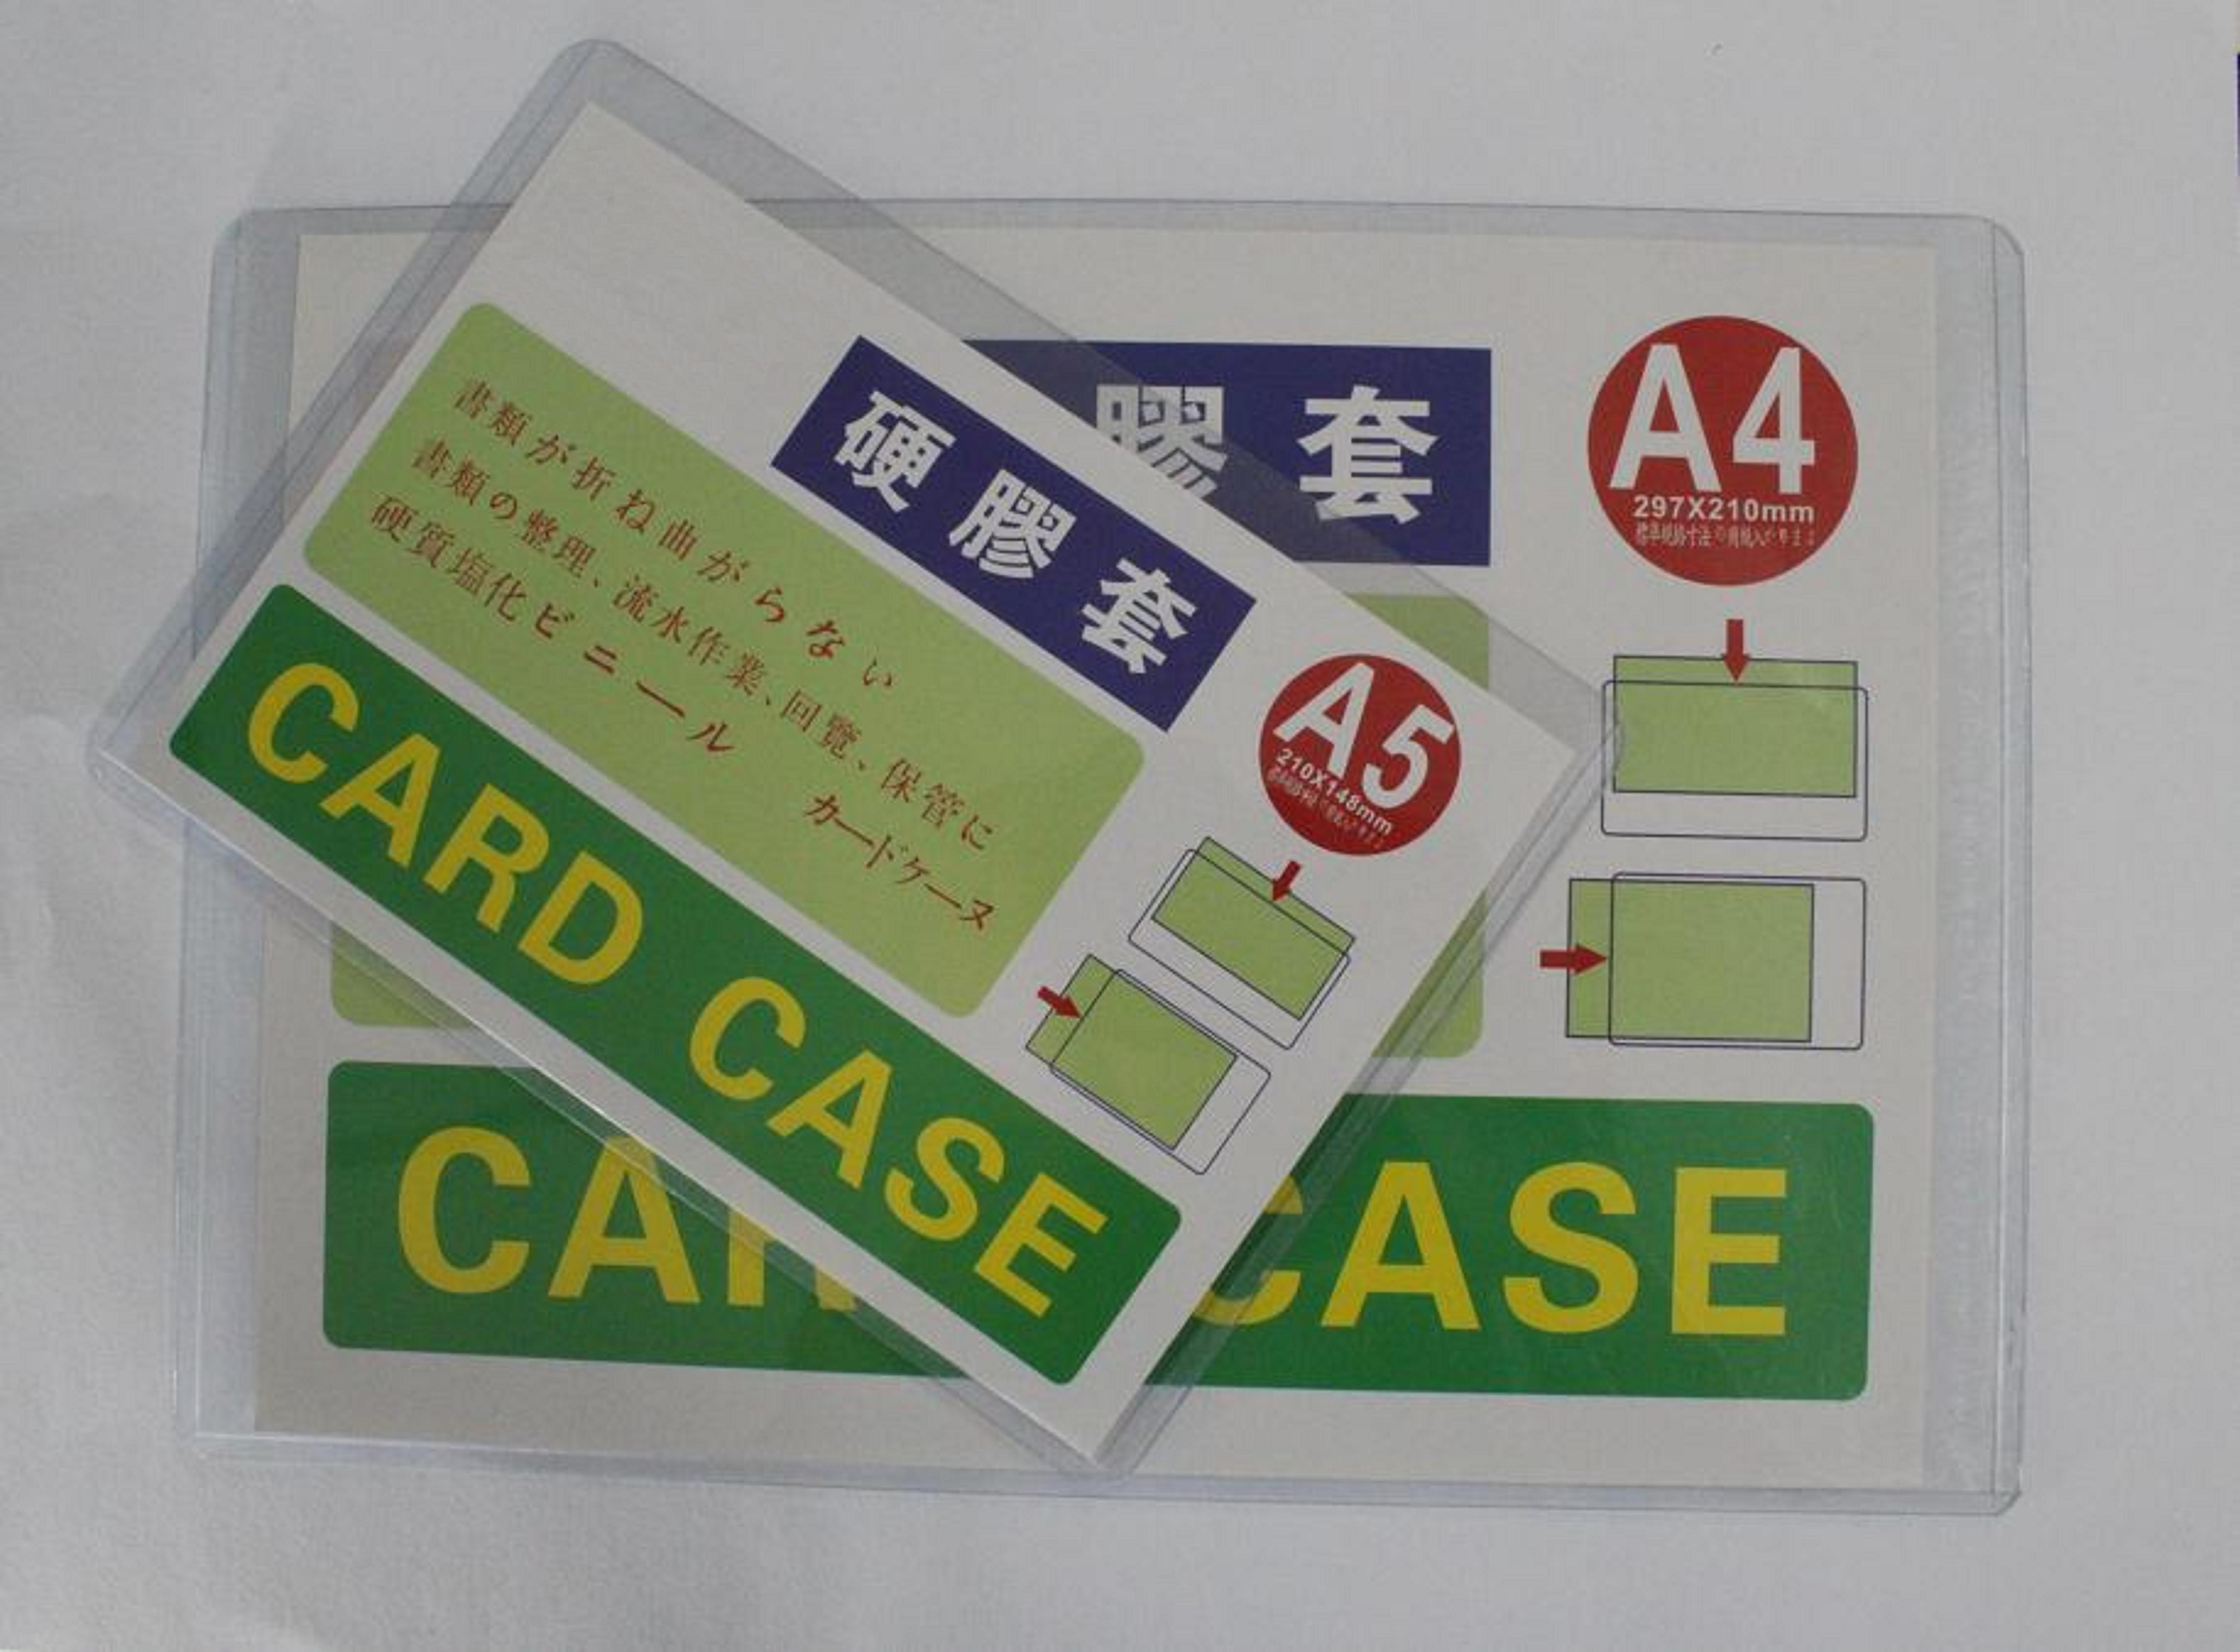 硬膠套
書類が折ね曲がらない
書類の整理、流水作業、回覽、保管に
硬質塩化ビニール カードケース
A5
210X148mm
CARD CASE
膠套
A4
297X210mm
CASE